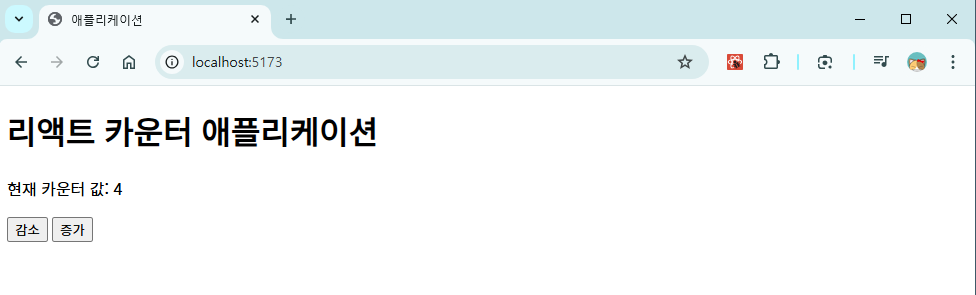 애플리케이션
localhost:5173
리액트 카운터 애플리케이션
현재 카운터 값: 4
감소 증가